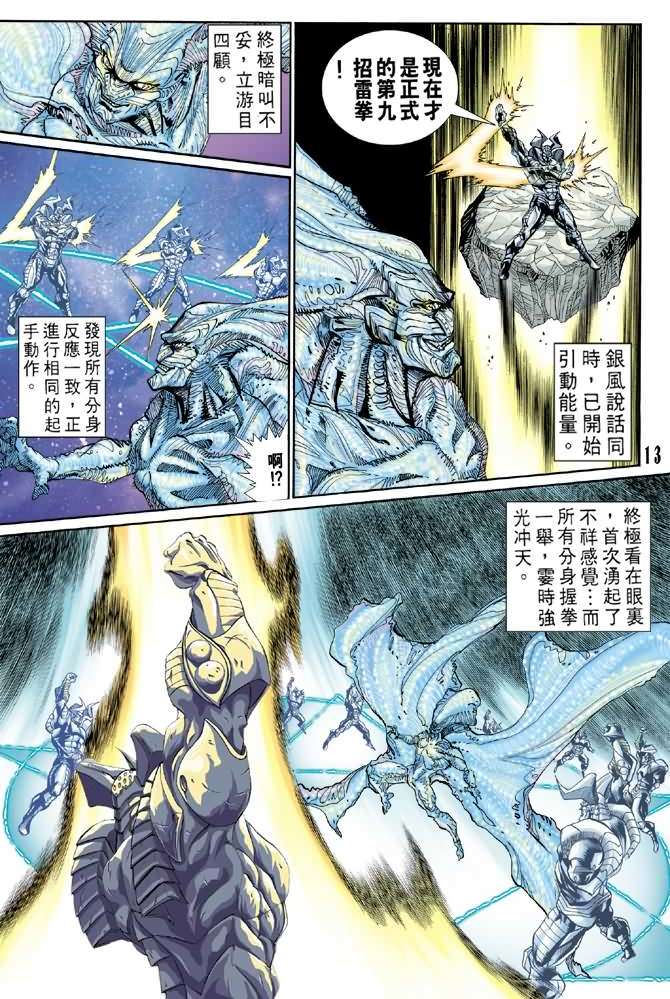 現在才
是正式
的第九
招雷拳
！
銀風說話同
時，已開始
引動能量。
終極暗叫不
妥，立游目
四顧。
發現所有分身
反應一致，正
進行相同的起
手動作。
啊!?
13
終極看在眼裏
，首次湧起了
不祥感覺…而
所有分身握拳
一舉，霎時強
光冲天。